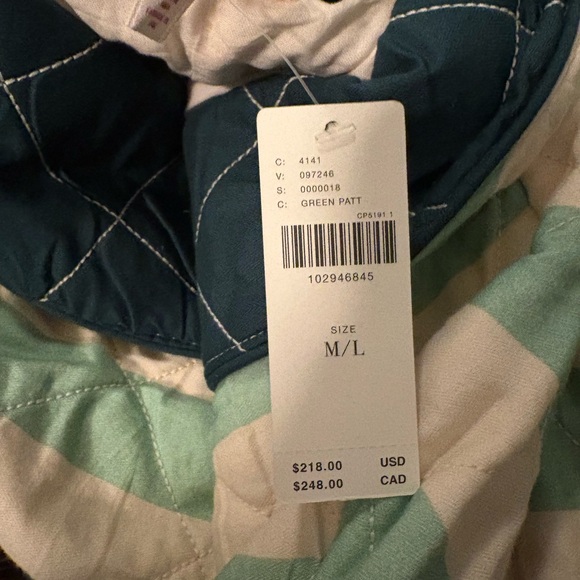 C: 4141
V: 097246
S: 0000018
C: GREEN PATT
CP5191 1
102946845
SIZE
M/L
$218.00 USD
$248.00 CAD